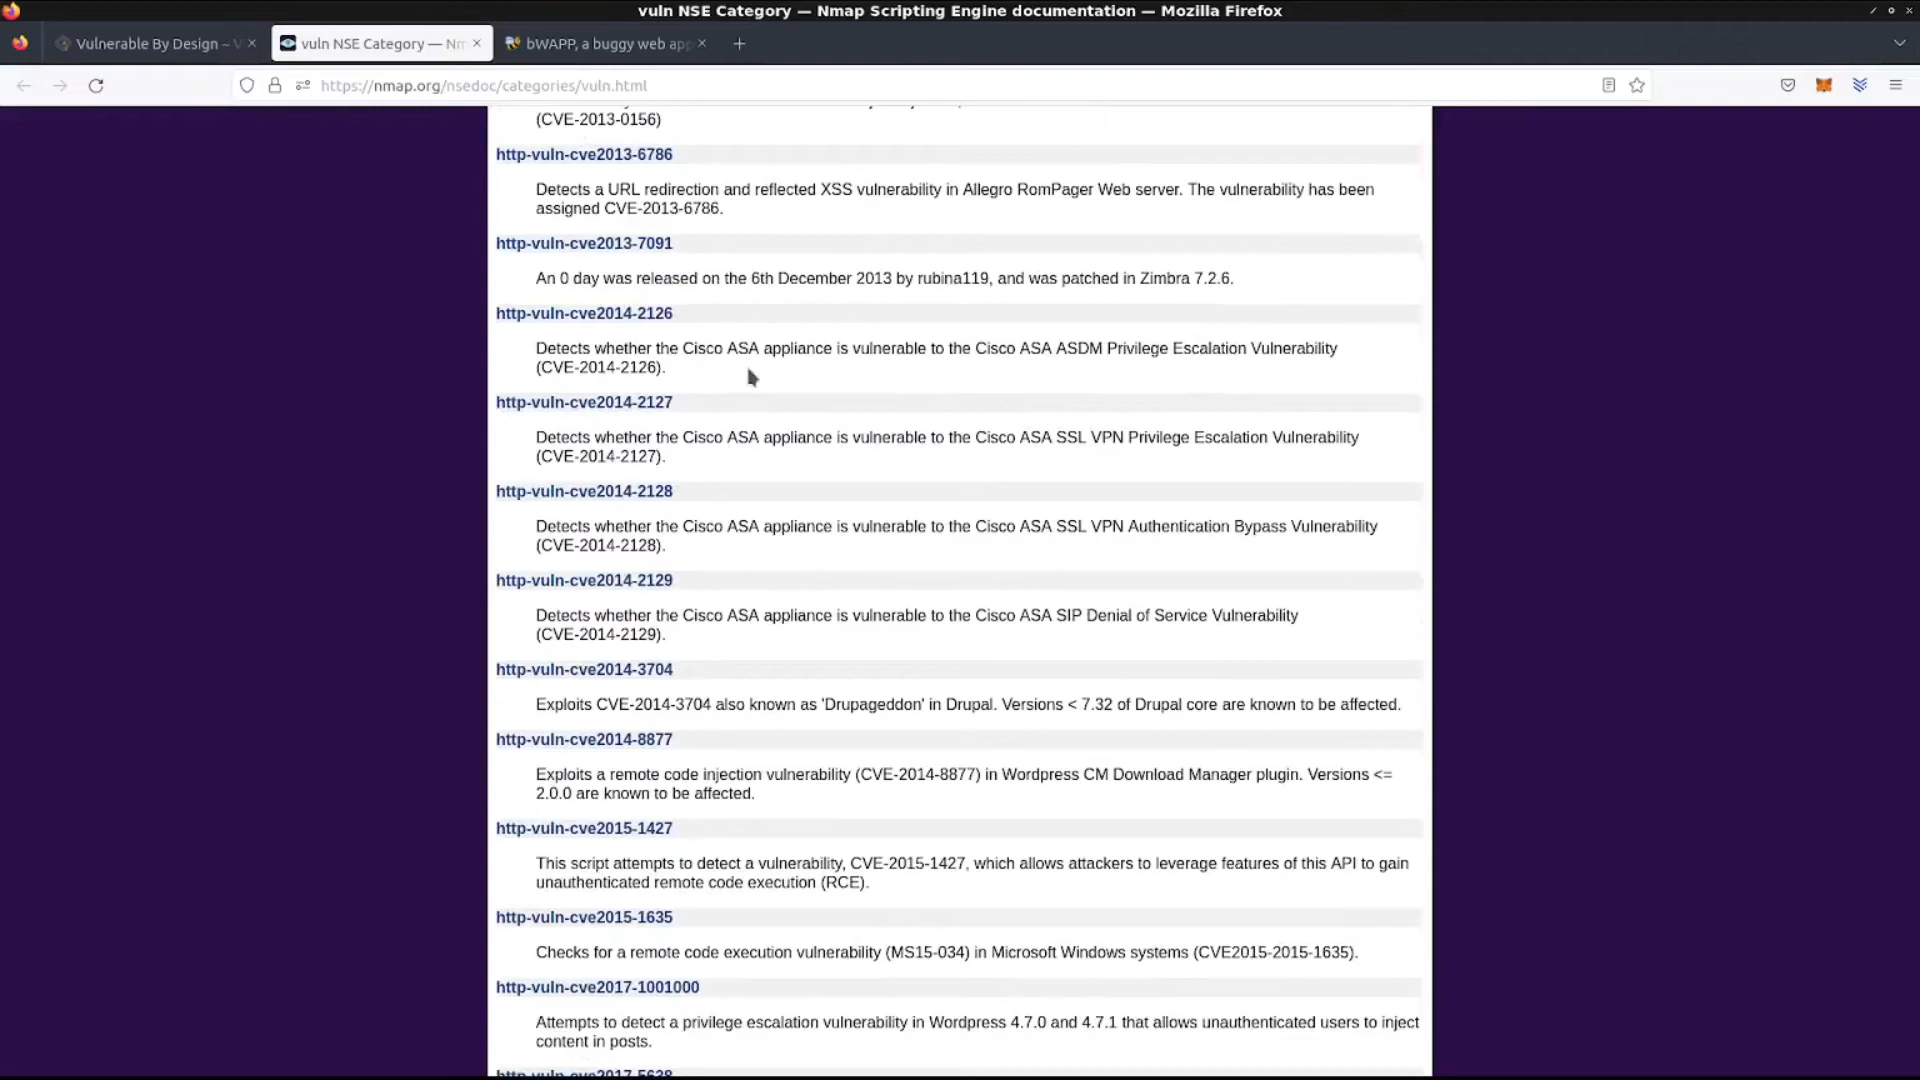 vuln NSE Category — Nmap Scripting Engine documentation — Mozilla Firefox
Vulnerable By Design ~ V
vuln NSE Category — Nm
bWAPP, a buggy web app
https://nmap.org/nsedoc/categories/vuln.html
(CVE-2013-0156)
http-vuln-cve2013-6786
Detects a URL redirection and reflected XSS vulnerability in Allegro RomPager Web server. The vulnerability has been
assigned CVE-2013-6786.
http-vuln-cve2013-7091
An 0 day was released on the 6th December 2013 by rubina119, and was patched in Zimbra 7.2.6.
http-vuln-cve2014-2126
Detects whether the Cisco ASA appliance is vulnerable to the Cisco ASA ASDM Privilege Escalation Vulnerability
(CVE-2014-2126).
http-vuln-cve2014-2127
Detects whether the Cisco ASA appliance is vulnerable to the Cisco ASA SSL VPN Privilege Escalation Vulnerability
(CVE-2014-2127).
http-vuln-cve2014-2128
Detects whether the Cisco ASA appliance is vulnerable to the Cisco ASA SSL VPN Authentication Bypass Vulnerability
(CVE-2014-2128).
http-vuln-cve2014-2129
Detects whether the Cisco ASA appliance is vulnerable to the Cisco ASA SIP Denial of Service Vulnerability
(CVE-2014-2129).
http-vuln-cve2014-3704
Exploits CVE-2014-3704 also known as 'Drupageddon' in Drupal. Versions < 7.32 of Drupal core are known to be affected.
http-vuln-cve2014-8877
Exploits a remote code injection vulnerability (CVE-2014-8877) in Wordpress CM Download Manager plugin. Versions <=
2.0.0 are known to be affected.
http-vuln-cve2015-1427
This script attempts to detect a vulnerability, CVE-2015-1427, which allows attackers to leverage features of this API to gain
unauthenticated remote code execution (RCE).
http-vuln-cve2015-1635
Checks for a remote code execution vulnerability (MS15-034) in Microsoft Windows systems (CVE2015-2015-1635).
http-vuln-cve2017-1001000
Attempts to detect a privilege escalation vulnerability in Wordpress 4.7.0 and 4.7.1 that allows unauthenticated users to inject
content in posts.
http-vuln-cve2017-5638